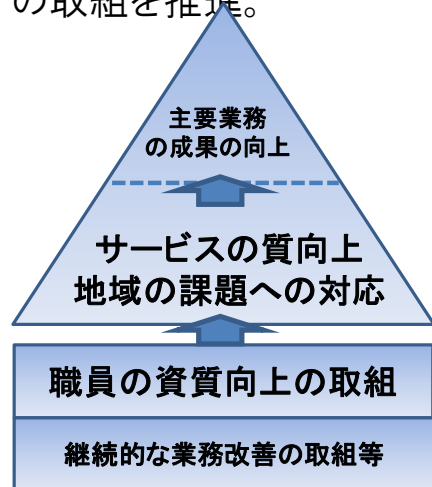 の取組を推進。
主要業務
の成果の向上
サービスの質向上
地域の課題への対応
職員の資質向上の取組
継続的な業務改善の取組等